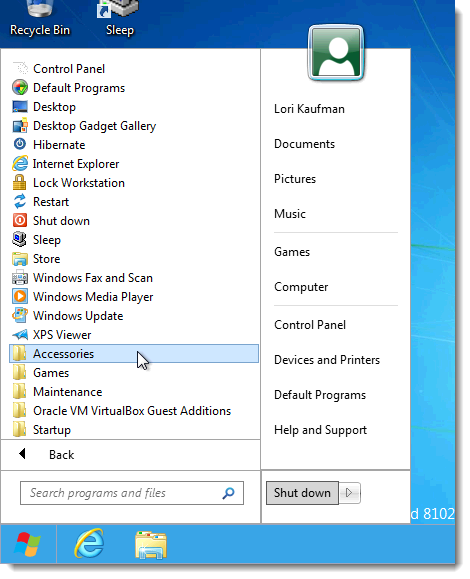 Recycle Bin
Sleep
Control Panel
Default Programs
Desktop
Desktop Gadget Gallery
Hibernate
Internet Explorer
Lock Workstation
Restart
Shut down
Sleep
Store
Windows Fax and Scan
Windows Media Player
Windows Update
XPS Viewer
Accessories
Games
Maintenance
Oracle VM VirtualBox Guest Additions
Startup
Back
Search programs and files
Lori Kaufman
Documents
Pictures
Music
Games
Computer
Control Panel
Devices and Printers
Default Programs
Help and Support
Shut down
d 8102